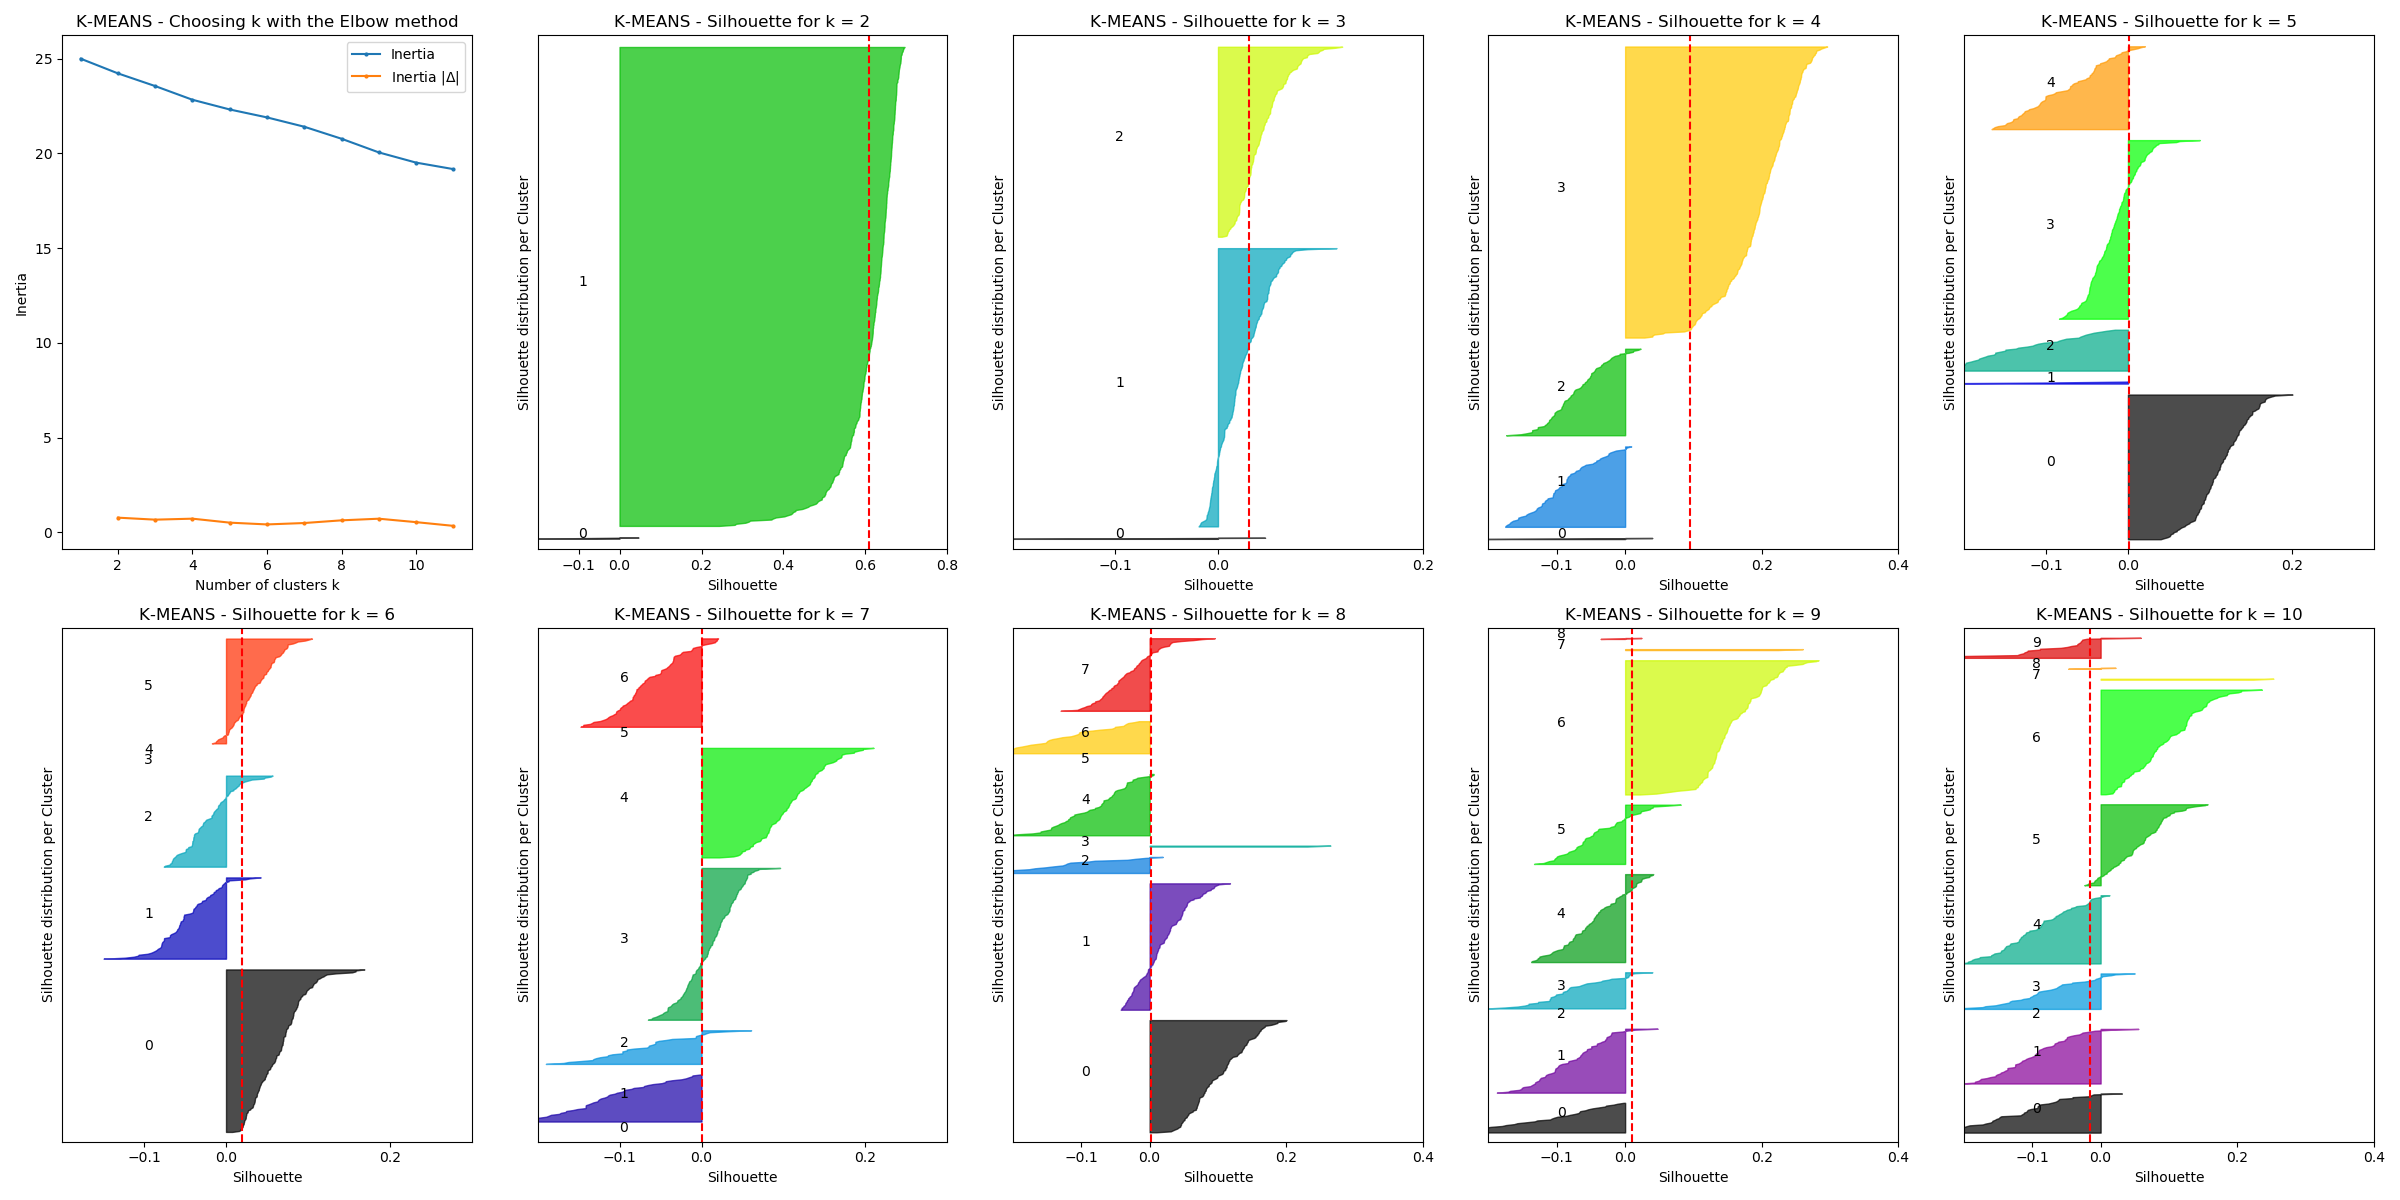 K-MEANS - Choosing k with the Elbow method
Inertia
Inertia |Δ|
25
20
15
10
5
0
Inertia
2 4 6 8 10
Number of clusters k
K-MEANS - Silhouette for k = 2
Silhouette distribution per Cluster
1
0
−0.1 0.0 0.2 0.4 0.6 0.8
Silhouette
K-MEANS - Silhouette for k = 3
Silhouette distribution per Cluster
2
1
0
−0.1 0.0 0.2
Silhouette
K-MEANS - Silhouette for k = 4
Silhouette distribution per Cluster
3
2
1
0
−0.1 0.0 0.2 0.4
Silhouette
K-MEANS - Silhouette for k = 5
Silhouette distribution per Cluster
4
3
2
1
0
−0.1 0.0 0.2
Silhouette
K-MEANS - Silhouette for k = 6
Silhouette distribution per Cluster
5
4
3
2
1
0
−0.1 0.0 0.2
Silhouette
K-MEANS - Silhouette for k = 7
Silhouette distribution per Cluster
6
5
4
3
2
1
0
−0.1 0.0 0.2
Silhouette
K-MEANS - Silhouette for k = 8
Silhouette distribution per Cluster
7
6
5
4
3
2
1
0
−0.1 0.0 0.2 0.4
Silhouette
K-MEANS - Silhouette for k = 9
Silhouette distribution per Cluster
8
7
6
5
4
3
2
1
0
−0.1 0.0 0.2 0.4
Silhouette
K-MEANS - Silhouette for k = 10
Silhouette distribution per Cluster
9
8
7
6
5
4
3
2
1
0
−0.1 0.0 0.2 0.4
Silhouette